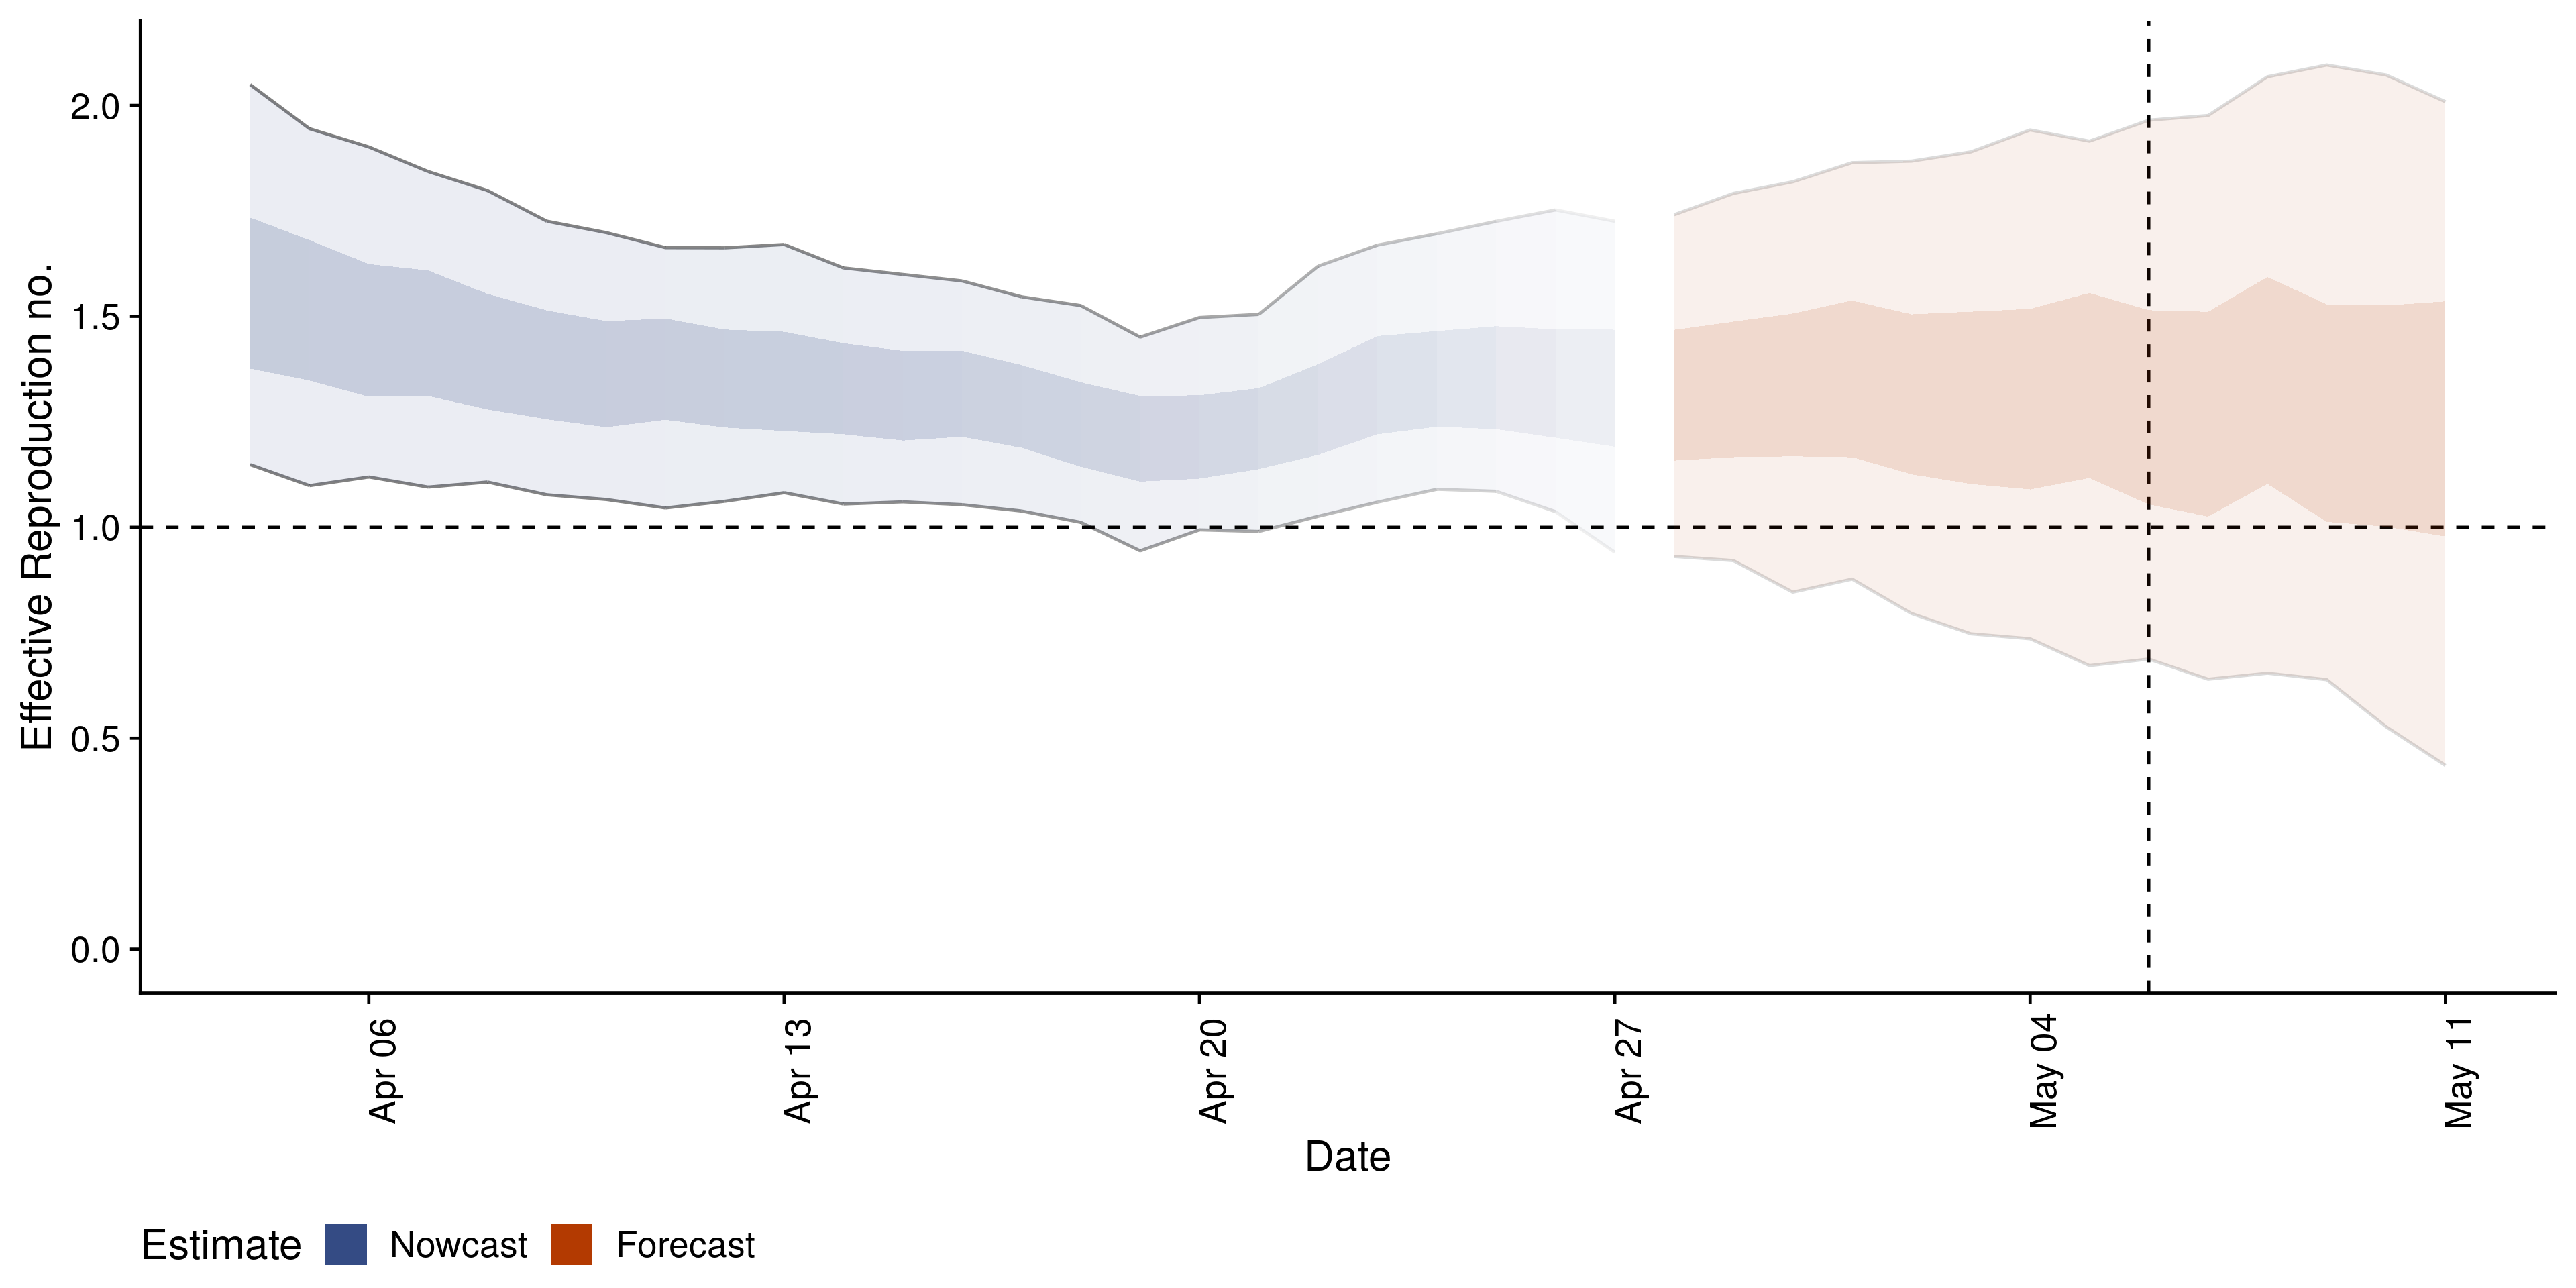 Effective Reproduction no.
2.0
1.5
1.0
0.5
0.0
Apr 06
Apr 13
Apr 20
Apr 27
May 04
May 11
Date
Estimate Nowcast Forecast